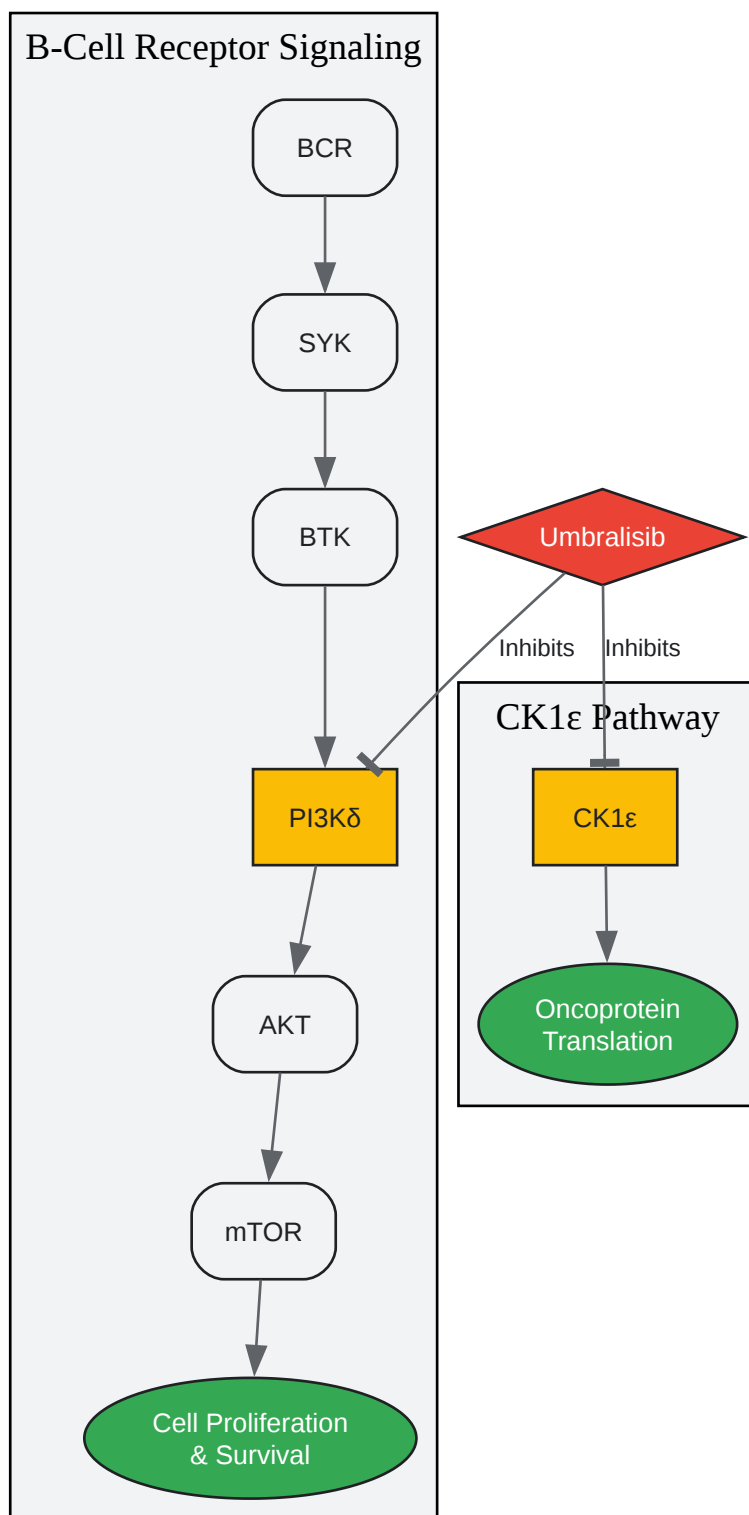 B-Cell Receptor Signaling
BCR
SYK
BTK
Umbralisib
Inhibits
Inhibits
CK1ε Pathway
PI3Kδ
CK1ε
AKT
Oncoprotein
Translation
mTOR
Cell Proliferation
& Survival